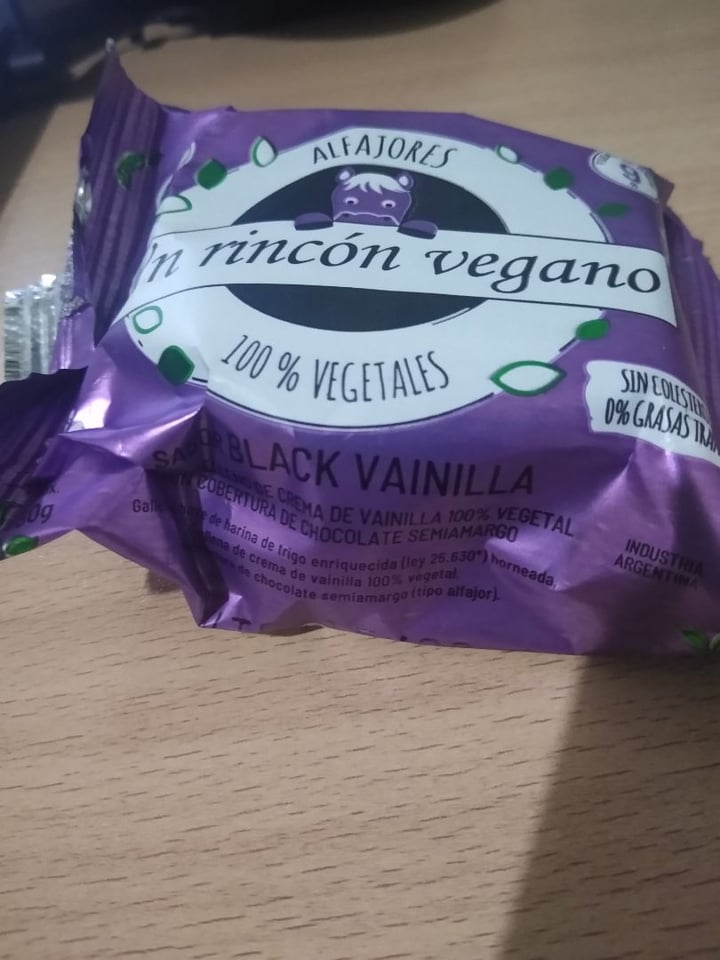 ALFAJORES
'n rincón vegano
100 % VEGETALES
SIN COLESTE
0% GRASAS TRA
SABOR BLACK VAINILLA
DE CREMA DE VAINILLA 100% VEGETAL
COBERTURA DE CHOCOLATE SEMIAMARGO
de harina de trigo enriquecida (ley 25.630*) horneada,
de crema de vainilla 100% vegetal,
de chocolate semiamargo (tipo alfajor).
INDUSTRIA
ARGENTINA